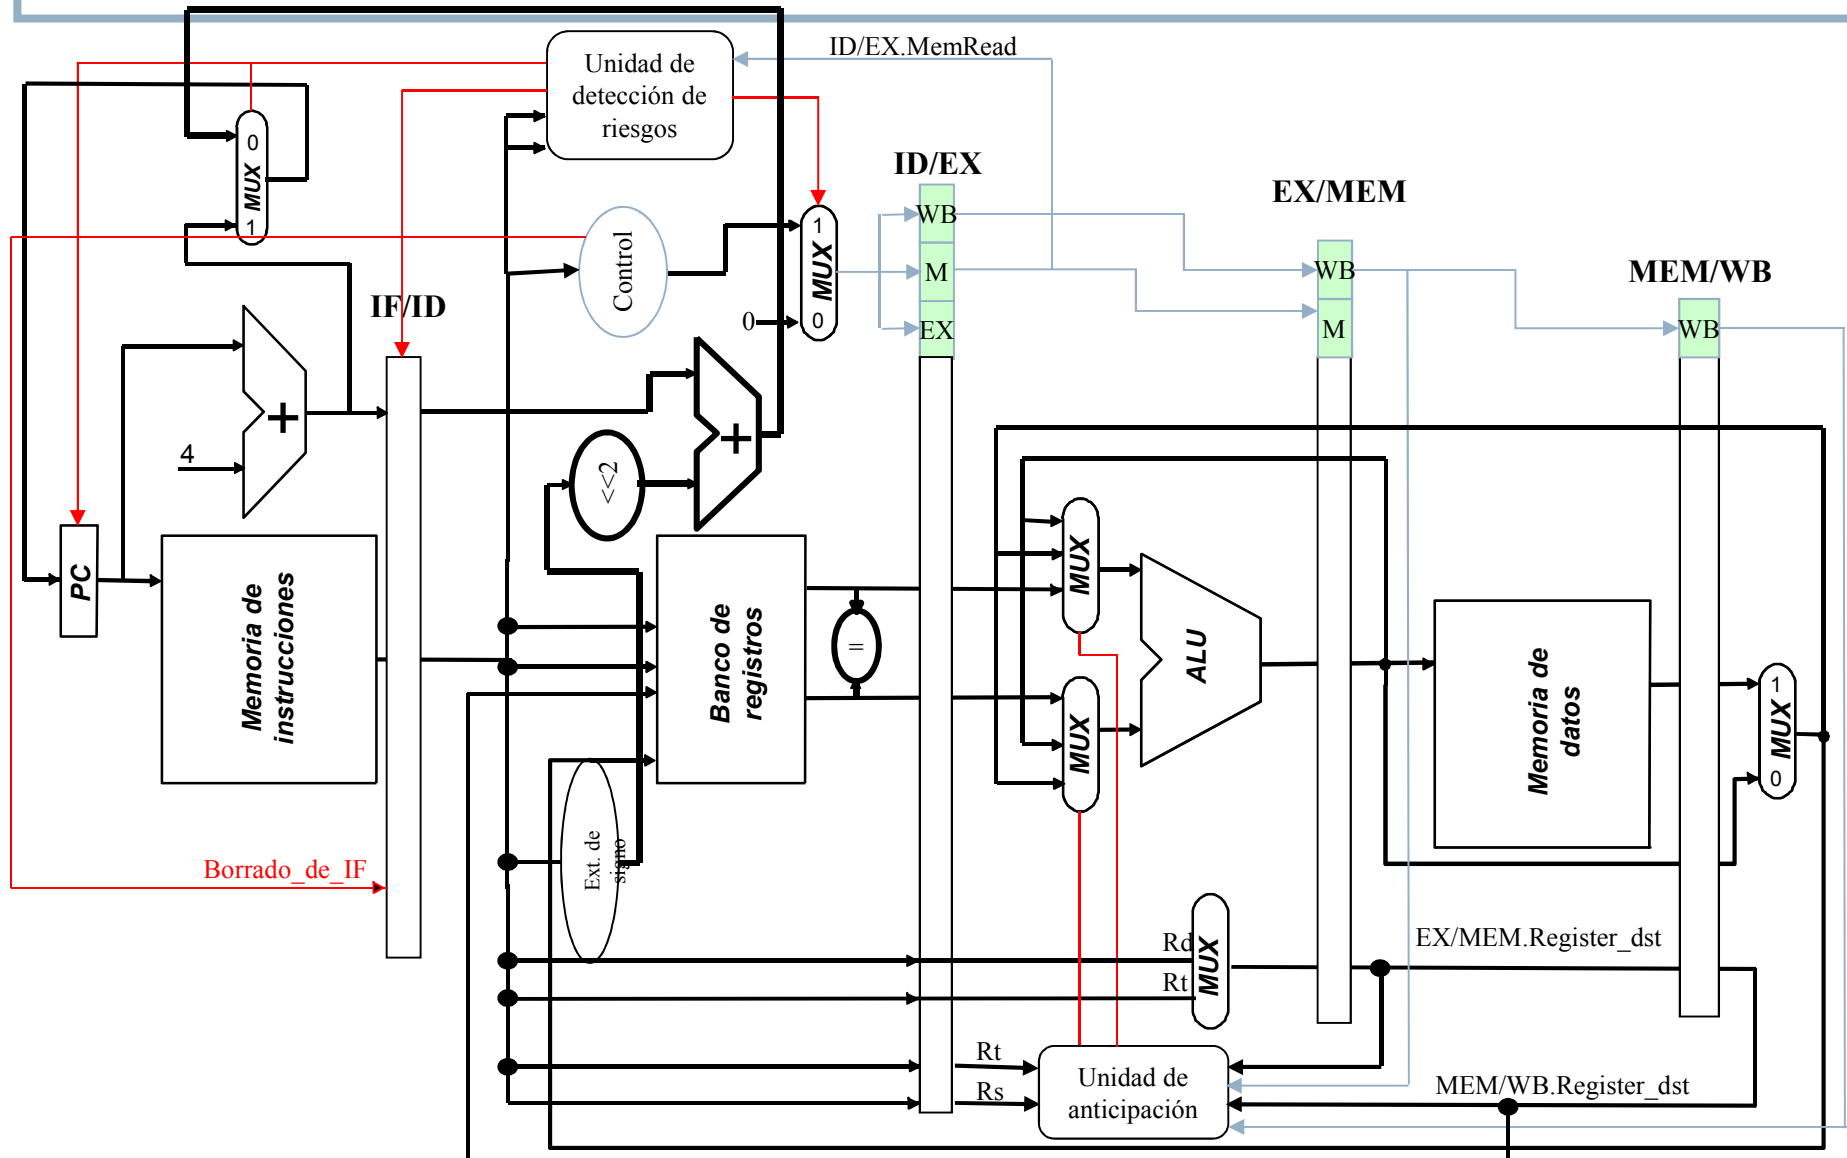 ID/EX.MemRead
Unidad de
detección de
riesgos
0
MUX
1
ID/EX
EX/MEM
MEM/WB
IF/ID
Control
1
MUX
0
0
WB
M
EX
WB
M
WB
4
+
+
<<2
PC
Memoria de
instrucciones
Banco de
registros
=
MUX
MUX
ALU
Memoria de
datos
1
MUX
0
Ext. de
signo
Borrado_de_IF
Rd
Rt
MUX
EX/MEM.Register_dst
Rt
Rs
Unidad de
anticipación
MEM/WB.Register_dst